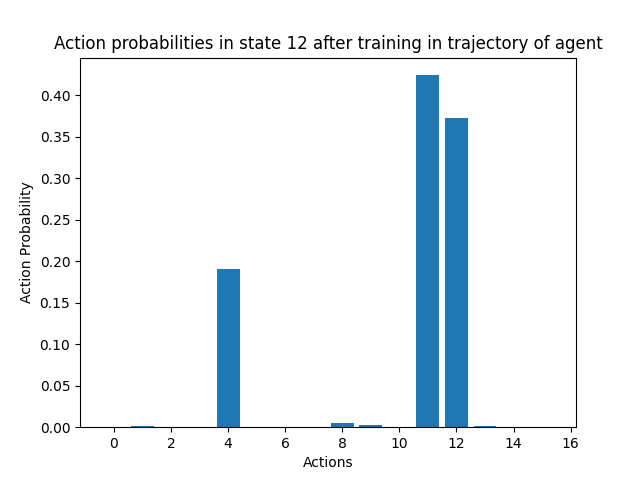 Action probabilities in state 12 after training in trajectory of agent
Action Probability
0.40
0.35
0.30
0.25
0.20
0.15
0.10
0.05
0.00
0 2 4 6 8 10 12 14 16
Actions